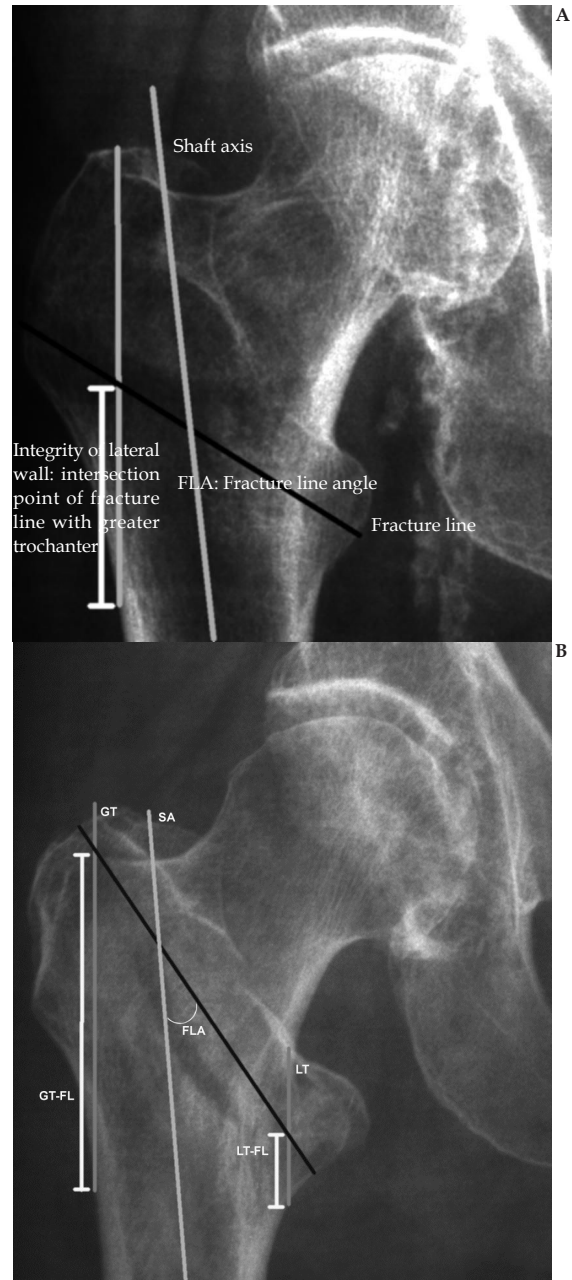 A
Shaft axis
Integrity of lateral
wall: intersection
point of fracture
line with greater
trochanter
FLA: Fracture line angle
Fracture line
B
GT
SA
FLA
LT
GT-FL
LT-FL